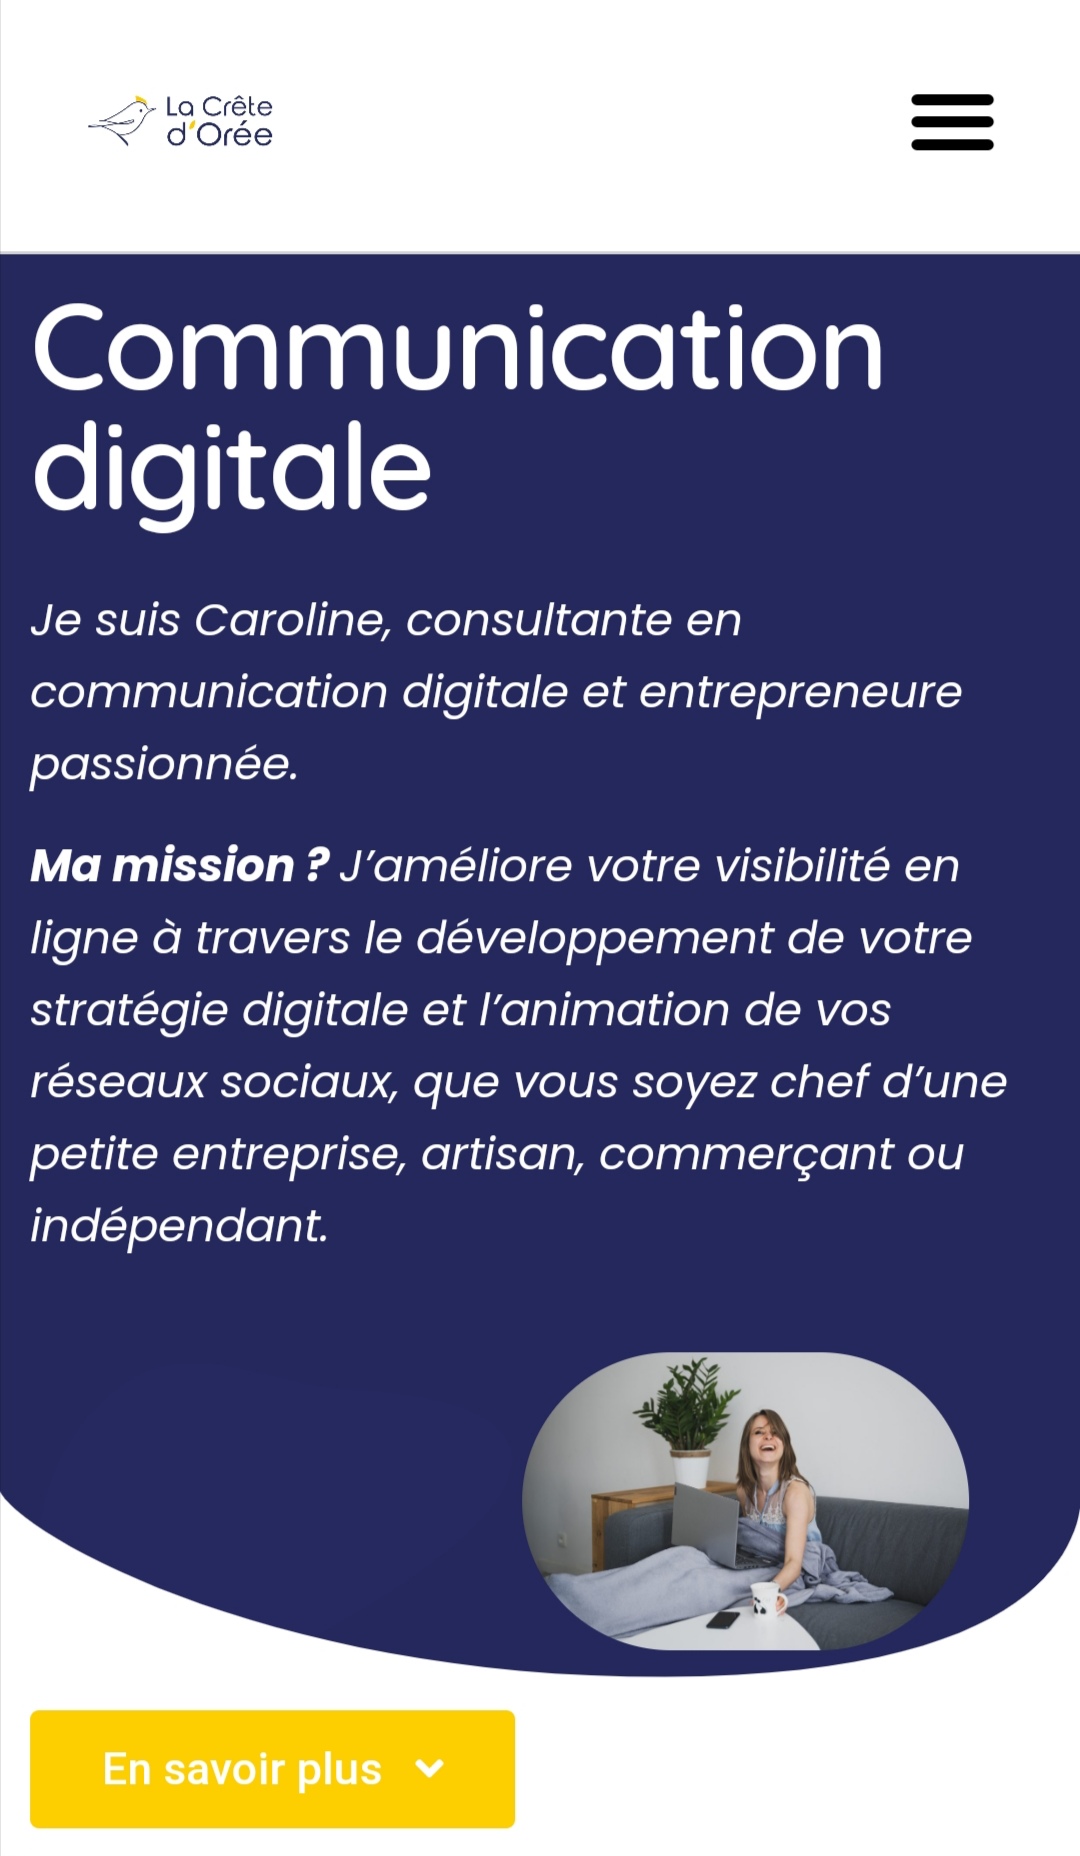 La Crête
d'Orée
Communication
digitale
Je suis Caroline, consultante en
communication digitale et entrepreneure
passionnée.
Ma mission ? J’améliore votre visibilité en
ligne à travers le développement de votre
stratégie digitale et l’animation de vos
réseaux sociaux, que vous soyez chef d’une
petite entreprise, artisan, commerçant ou
indépendant.
En savoir plus